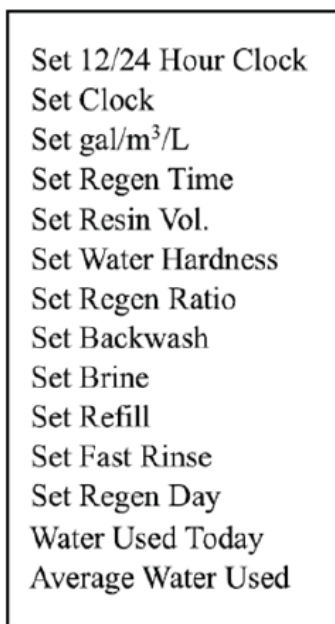 Set 12/24 Hour Clock
Set Clock
Set gal/m³/L
Set Regen Time
Set Resin Vol.
Set Water Hardness
Set Regen Ratio
Set Backwash
Set Brine
Set Refill
Set Fast Rinse
Set Regen Day
Water Used Today
Average Water Used